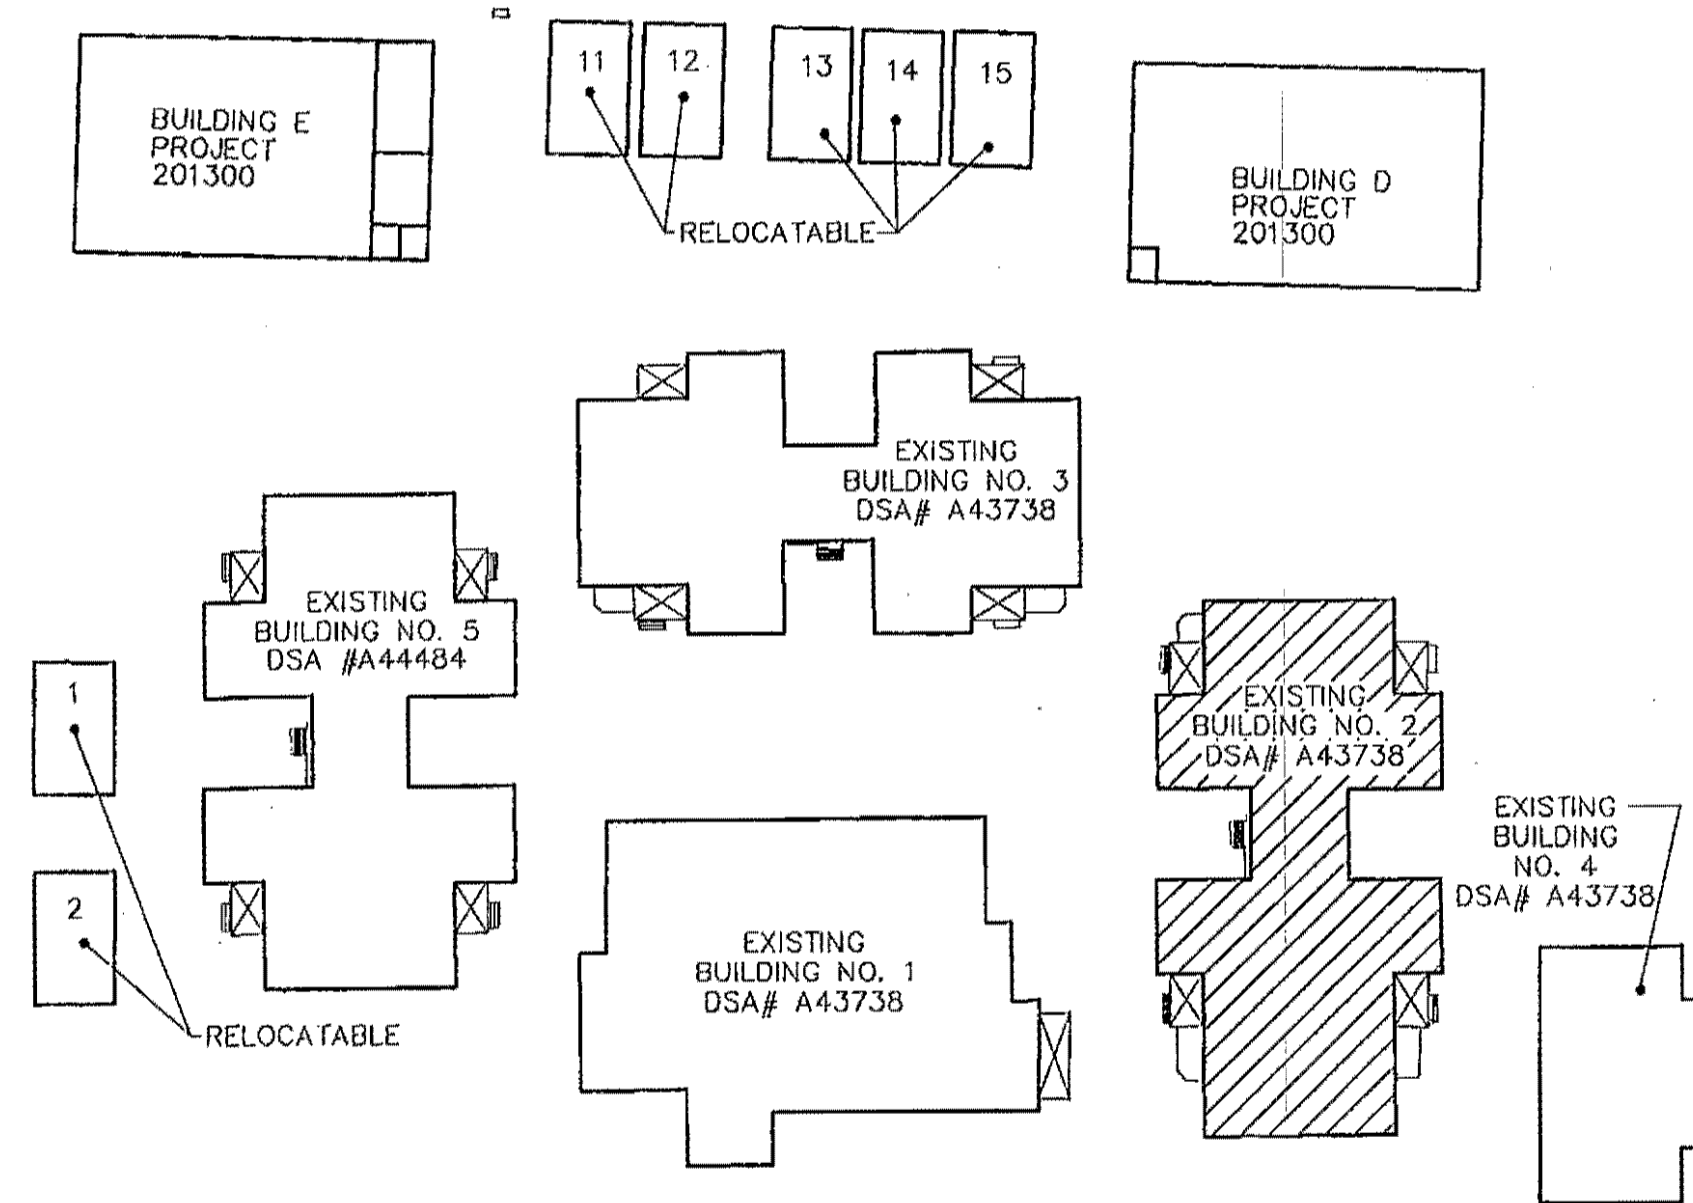 BUILDING E
PROJECT
201300
11
12
13
14
15
RELOCATABLE
BUILDING D
PROJECT
201300
EXISTING
BUILDING NO. 3
DSA# A43738
EXISTING
BUILDING NO. 5
DSA #A44484
1
2
RELOCATABLE
EXISTING
BUILDING NO. 1
DSA# A43738
EXISTING
BUILDING NO. 2
DSA# A43738
EXISTING
BUILDING
NO. 4
DSA# A43738